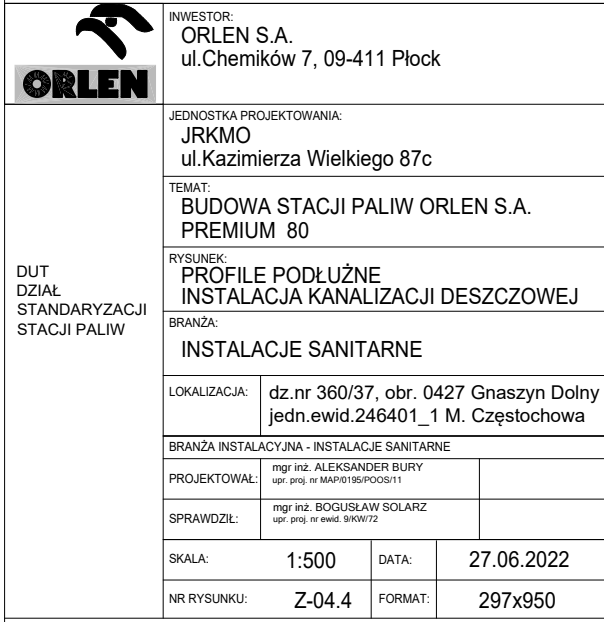 ORLEN
INWESTOR:
ORLEN S.A.
ul.Chemików 7, 09-411 Płock
DUT
DZIAŁ
STANDARYZACJI
STACJI PALIW
JEDNOSTKA PROJEKTOWANIA:
JRKMO
ul.Kazimierza Wielkiego 87c
TEMAT:
BUDOWA STACJI PALIW ORLEN S.A.
PREMIUM 80
RYSUNEK:
PROFILE PODŁUŻNE
INSTALACJA KANALIZACJI DESZCZOWEJ
BRANŻA:
INSTALACJE SANITARNE
LOKALIZACJA:
dz.nr 360/37, obr. 0427 Gnaszyn Dolny
jedn.ewid.246401_1 M. Częstochowa
BRANŻA INSTALACYJNA - INSTALACJE SANITARNE
PROJEKTOWAŁ:
mgr inż. ALEKSANDER BURY
upr. proj. nr MAP/0195/POOS/11
SPRAWDZIŁ:
mgr inż. BOGUSŁAW SOLARZ
upr. proj. nr ewid. 9/KW/72
SKALA: 1:500 DATA: 27.06.2022
NR RYSUNKU: Z-04.4 FORMAT: 297x950